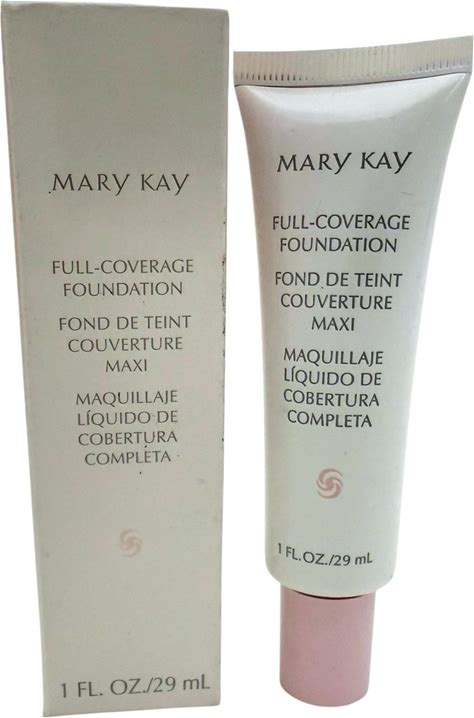 MARY KAY
FULL-COVERAGE
FOUNDATION
FOND DE TEINT
COUVERTURE
MAXI
MAQUILLAJE
LÍQUIDO DE
COBERTURA
COMPLETA
1 FL. OZ./29 mL
MARY KAY
FULL-COVERAGE
FOUNDATION
FOND DE TEINT
COUVERTURE
MAXI
MAQUILLAJE
LÍQUIDO DE
COBERTURA
COMPLETA
1 FL.OZ./29 mL